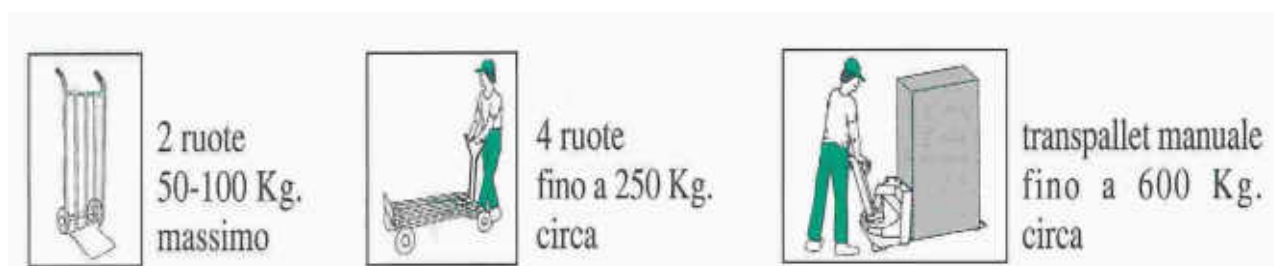 2 ruote
50-100 Kg.
massimo
4 ruote
fino a 250 Kg.
circa
transpallet manuale
fino a 600 Kg.
circa